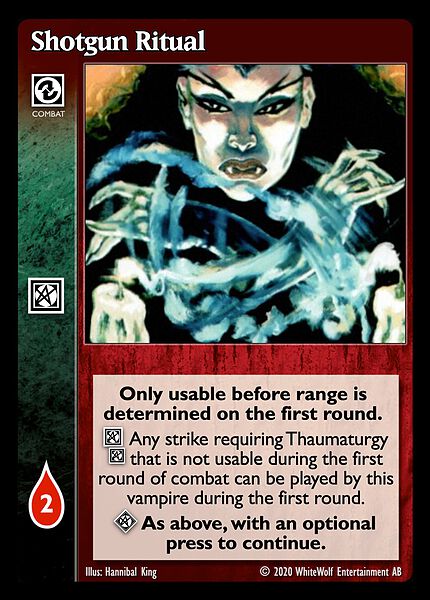 Shotgun Ritual
COMBAT
Only usable before range is
determined on the first round.
Any strike requiring Thaumaturgy
that is not usable during the first
round of combat can be played by this
vampire during the first round.
As above, with an optional
press to continue.
2
Illus: Hannibal King © 2020 WhiteWolf Entertainment AB